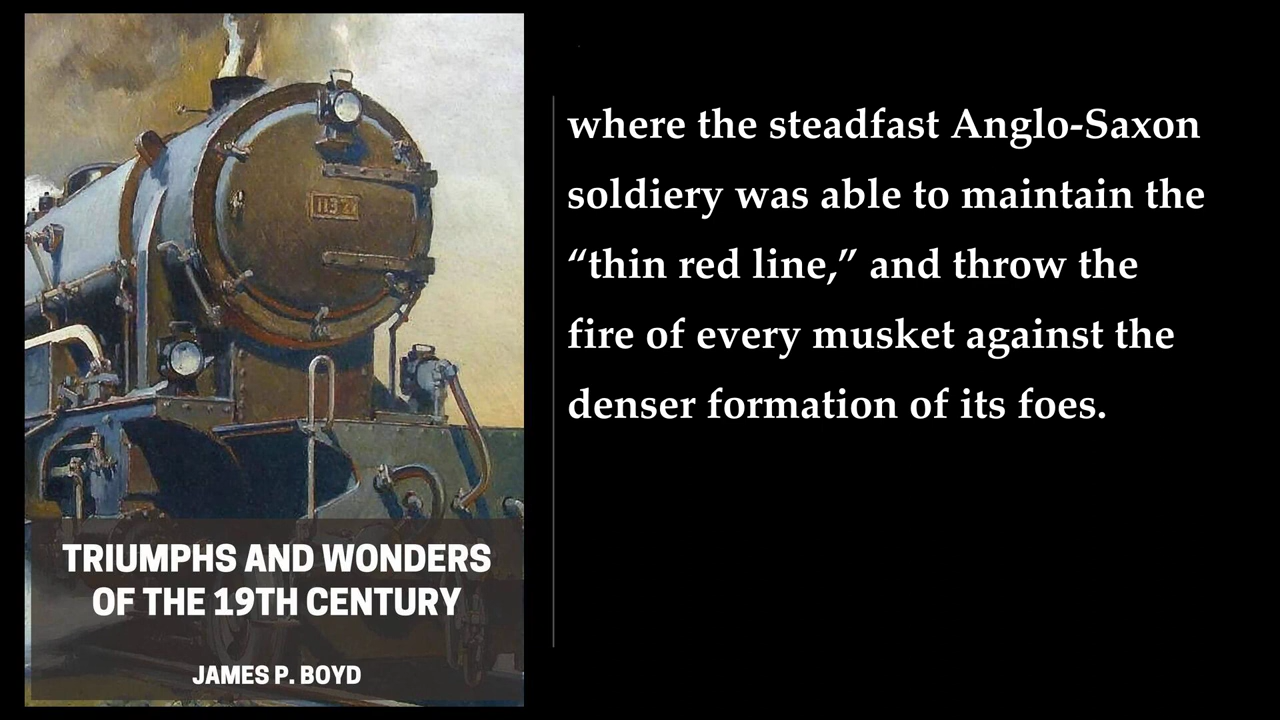 where the steadfast Anglo-Saxon
soldiery was able to maintain the
“thin red line,” and throw the
fire of every musket against the
denser formation of its foes.
TRIUMPHS AND WONDERS
OF THE 19TH CENTURY
JAMES P. BOYD